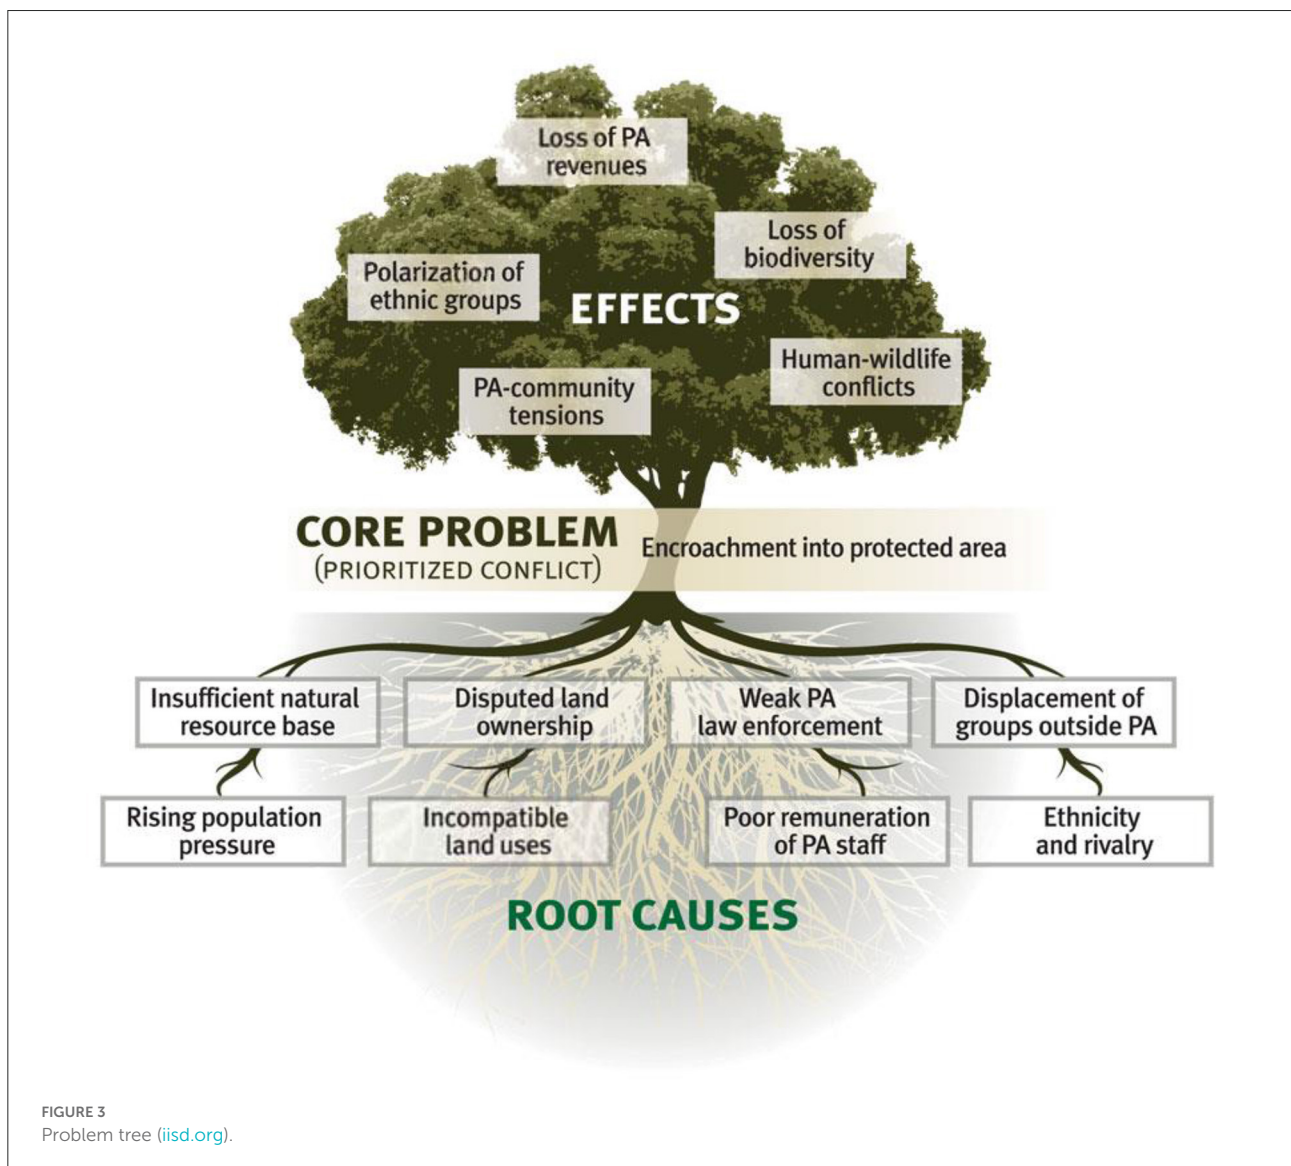 Loss of PA
revenues
Loss of
biodiversity
Polarization of
ethnic groups
EFFECTS
Human-wildlife
conflicts
PA-community
tensions
CORE PROBLEM
(PRIORITIZED CONFLICT)
Encroachment into protected area
Insufficient natural
resource base
Disputed land
ownership
Weak PA
law enforcement
Displacement of
groups outside PA
Rising population
pressure
Incompatible
land uses
Poor remuneration
of PA staff
Ethnicity
and rivalry
ROOT CAUSES
FIGURE 3
Problem tree (iisd.org).